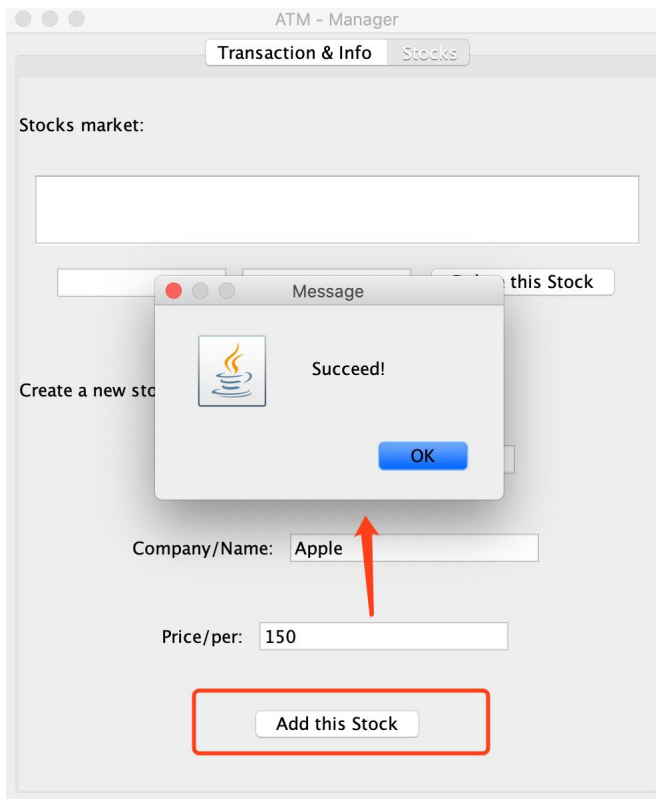 ATM - Manager
Transaction & Info Stocks
Stocks market:
this Stock
Message
Succeed!
Create a new sto
OK
Company/Name: Apple
Price/per: 150
Add this Stock